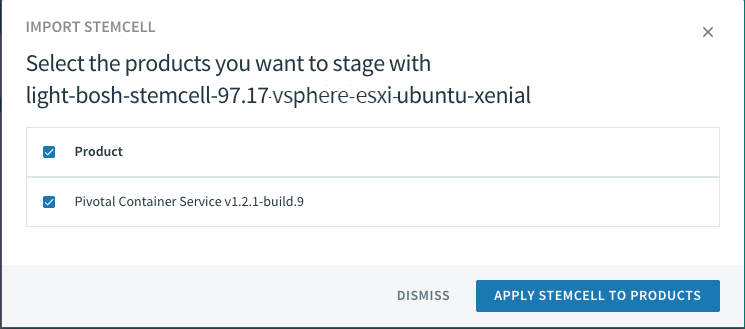 IMPORT STEMCELL
Select the products you want to stage with
light-bosh-stemcell-97.17-vsphere-esxi-ubuntu-xenial
Product
Pivotal Container Service v1.2.1-build.9
DISMISS
APPLY STEMCELL TO PRODUCTS